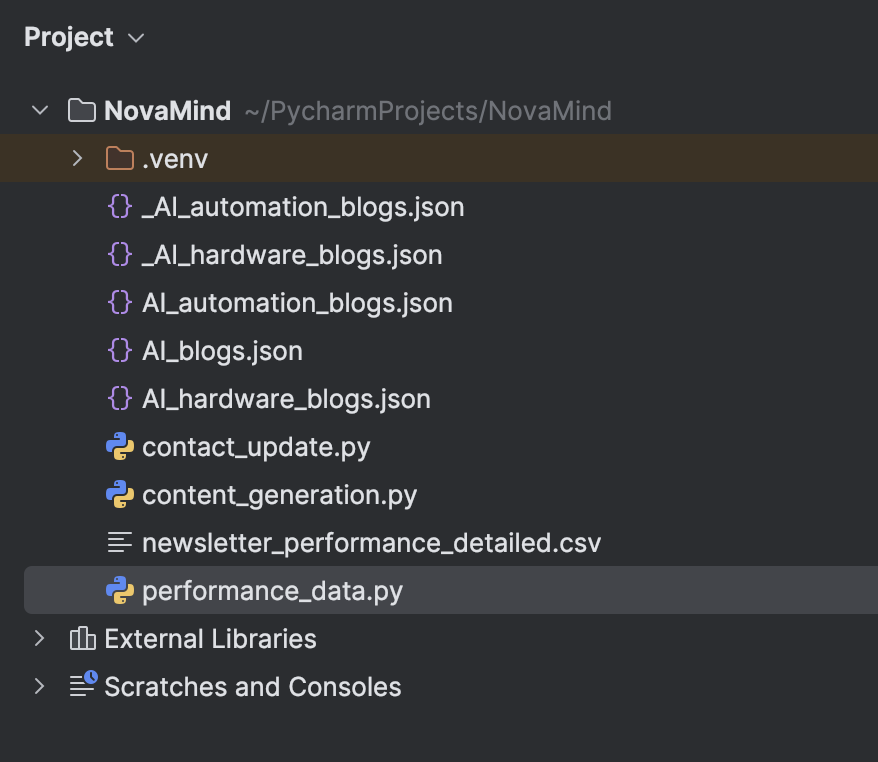 Project
NovaMind ~/PycharmProjects/NovaMind
.venv
_AI_automation_blogs.json
_AI_hardware_blogs.json
AI_automation_blogs.json
AI_blogs.json
AI_hardware_blogs.json
contact_update.py
content_generation.py
newsletter_performance_detailed.csv
performance_data.py
External Libraries
Scratches and Consoles